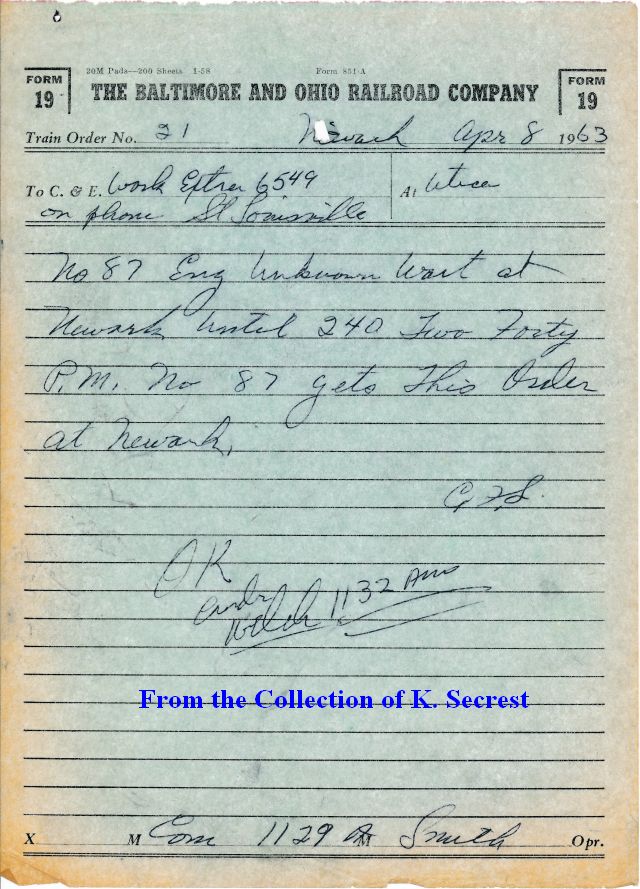 20M Pads—200 Sheets 1-58 Form 851-A
FORM 19 THE BALTIMORE AND OHIO RAILROAD COMPANY FORM 19
Train Order No. 21 Newark Apr 8 1963
To C. & E. Work Extra 6549 At Utica
on phone St Louisville
No 87 Eng Unknown Wait at
Newark Until 240 Two Forty
P.M. No 87 gets This Order
at Newark.
OK
Welch 1132 Am
From the Collection of K. Secrest
X M Com 1129 A M Smith Opr.